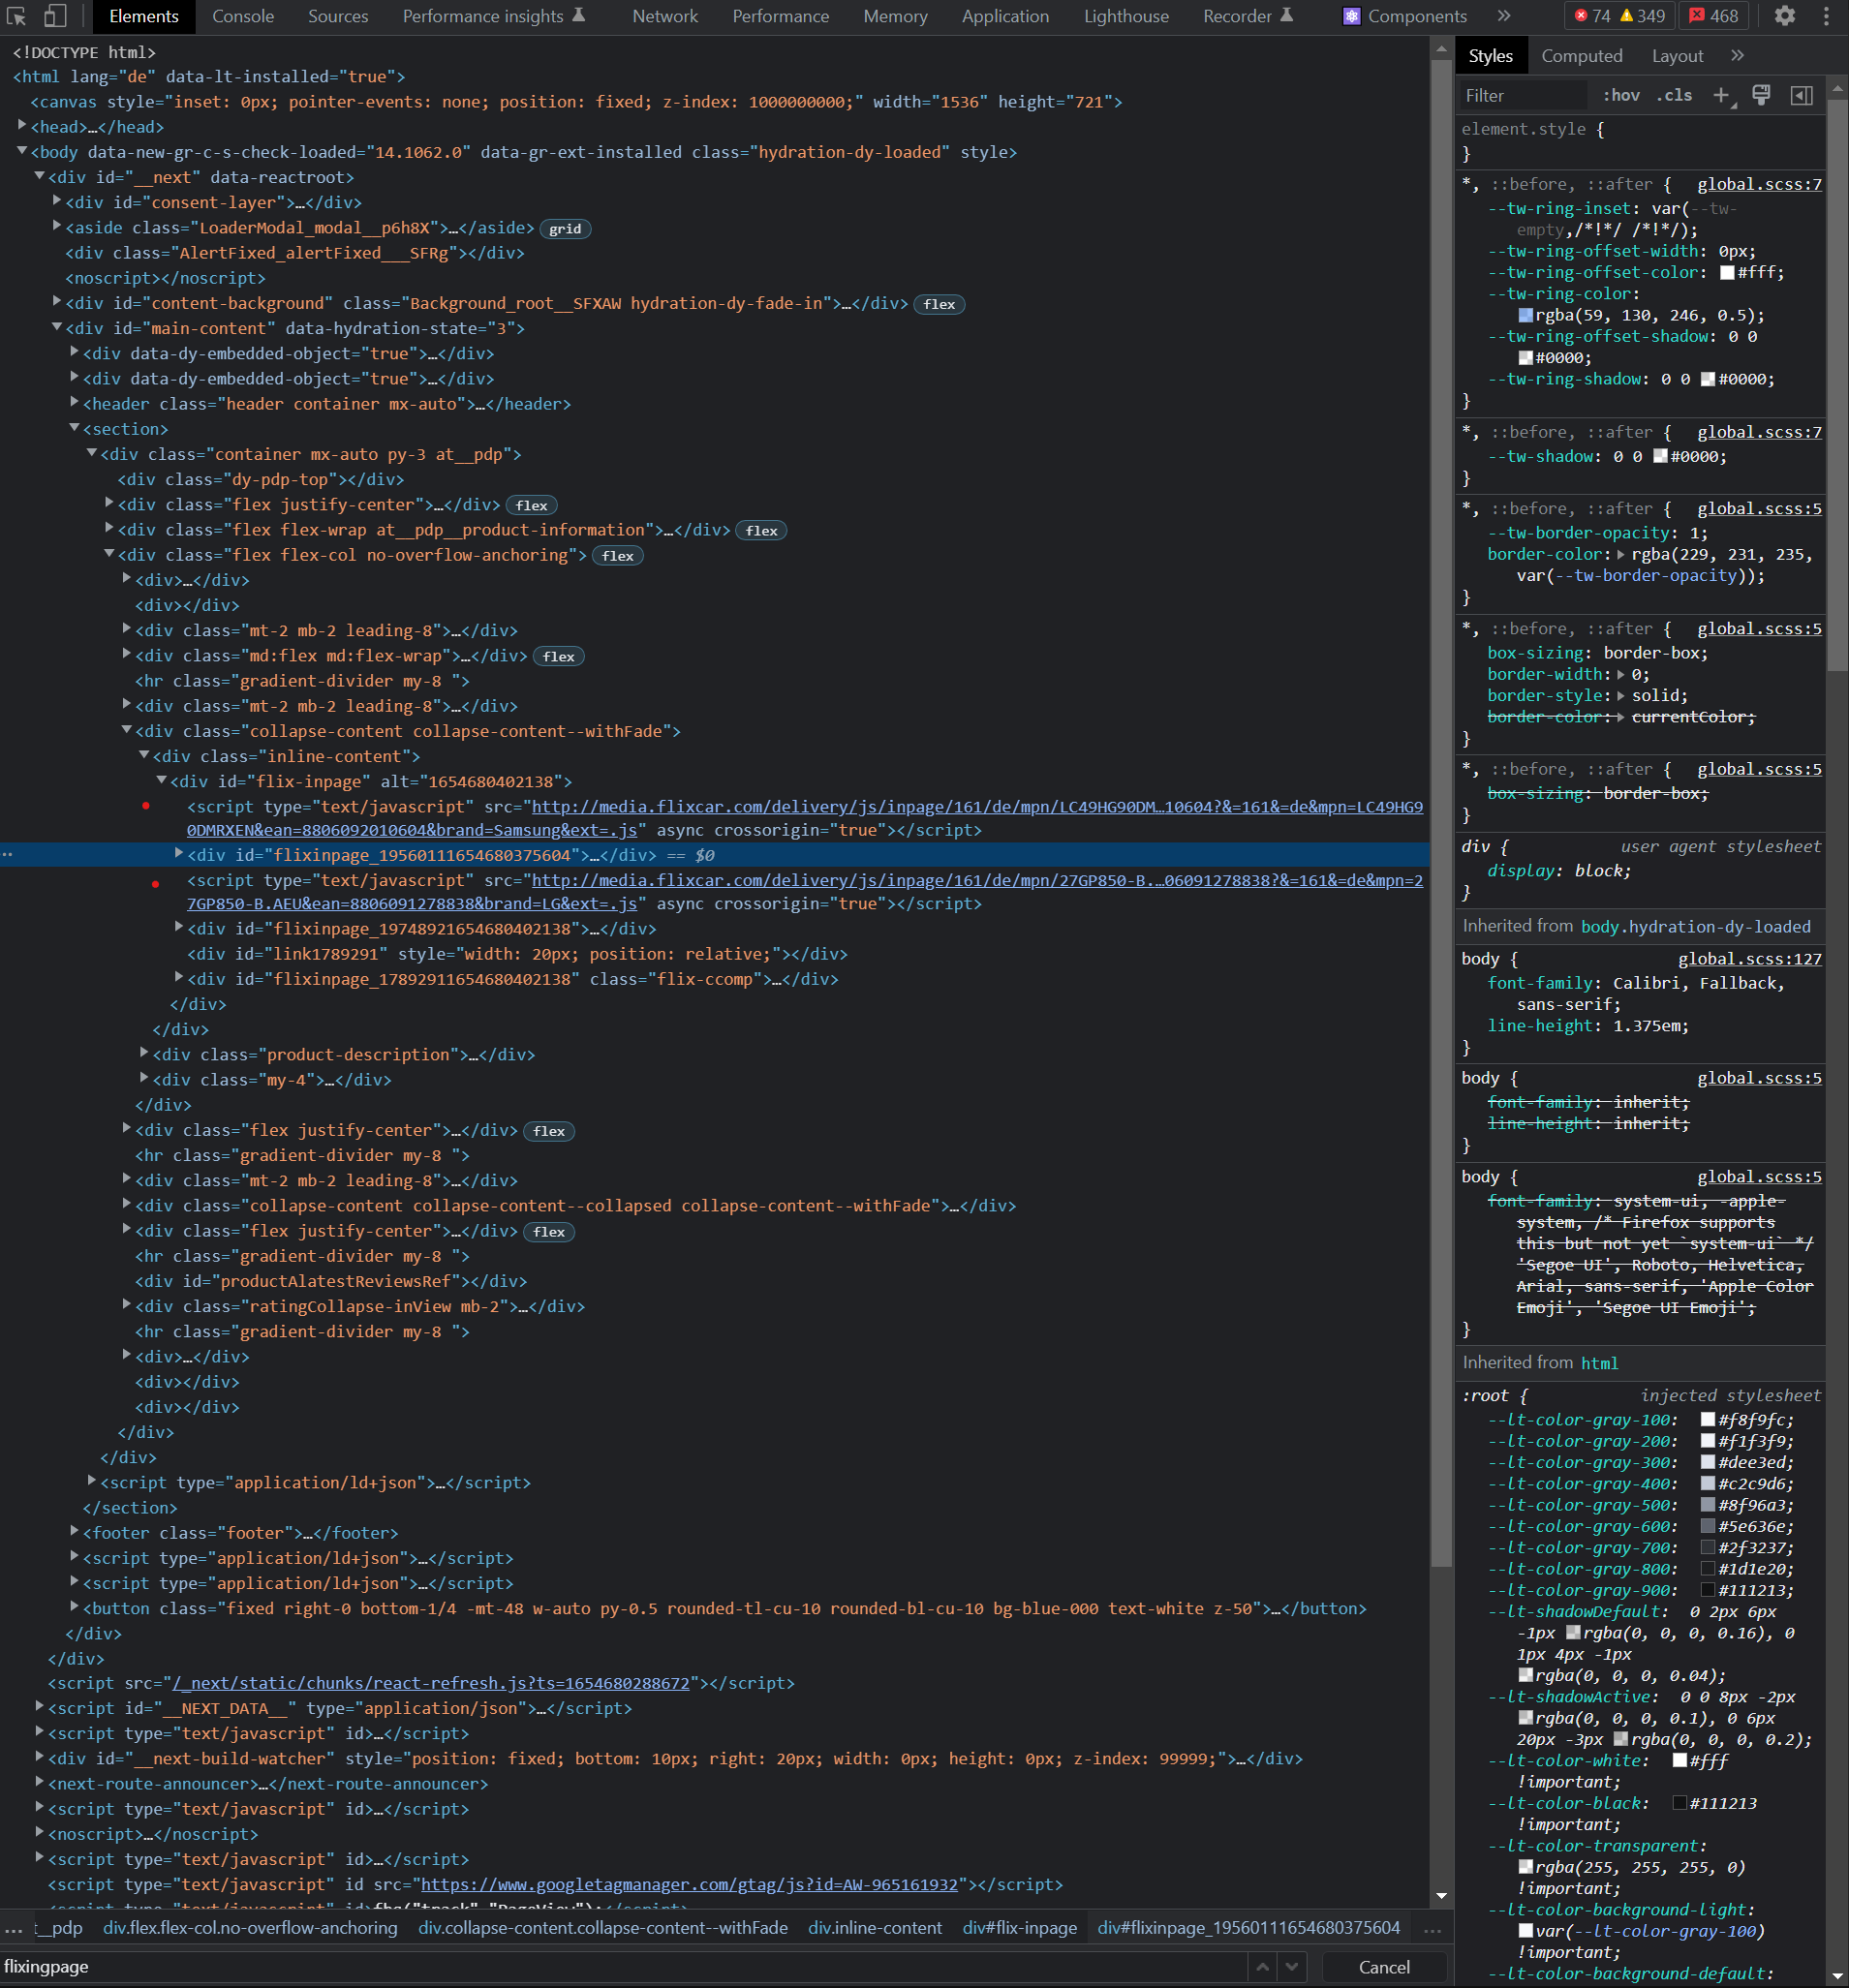 Elements Console Sources Performance insights Network Performance Memory Application Lighthouse Recorder Components » 74 349 468
<!DOCTYPE html>
<html lang="de" data-lt-installed="true">
<canvas style="inset: 0px; pointer-events: none; position: fixed; z-index: 1000000000;" width="1536" height="721">
<head>…</head>
<body data-new-gr-c-s-check-loaded="14.1062.0" data-gr-ext-installed class="hydration-dy-loaded" style>
<div id="__next" data-reactroot>
<div id="consent-layer">…</div>
<aside class="LoaderModal_modal__p6h8X">…</aside> grid
<div class="AlertFixed_alertFixed___SFRg"></div>
<noscript></noscript>
<div id="content-background" class="Background_root__SFXAW hydration-dy-fade-in">…</div> flex
<div id="main-content" data-hydration-state="3">
<div data-dy-embedded-object="true">…</div>
<div data-dy-embedded-object="true">…</div>
<header class="header container mx-auto">…</header>
<section>
<div class="container mx-auto py-3 at__pdp">
<div class="dy-pdp-top"></div>
<div class="flex justify-center">…</div> flex
<div class="flex flex-wrap at__pdp__product-information">…</div> flex
<div class="flex flex-col no-overflow-anchoring"> flex
<div>…</div>
<div></div>
<div class="mt-2 mb-2 leading-8">…</div>
<div class="md:flex md:flex-wrap">…</div> flex
<hr class="gradient-divider my-8 ">
<div class="mt-2 mb-2 leading-8">…</div>
<div class="collapse-content collapse-content--withFade">
<div class="inline-content">
<div id="flix-inpage" alt="1654680402138">
<script type="text/javascript" src="http://media.flixcar.com/delivery/js/inpage/161/de/mpn/LC49HG90DM…10604?&=161&=de&mpn=LC49HG9
0DMRXEN&ean=8806092010604&brand=Samsung&ext=.js" async crossorigin="true"></script>
… <div id="flixinpage_19560111654680375604">…</div> == $0
<script type="text/javascript" src="http://media.flixcar.com/delivery/js/inpage/161/de/mpn/27GP850-B.…06091278838?&=161&=de&mpn=2
7GP850-B.AEU&ean=8806091278838&brand=LG&ext=.js" async crossorigin="true"></script>
<div id="flixinpage_19748921654680402138">…</div>
<div id="link1789291" style="width: 20px; position: relative;"></div>
<div id="flixinpage_17892911654680402138" class="flix-ccomp">…</div>
</div>
</div>
<div class="product-description">…</div>
<div class="my-4">…</div>
</div>
<div class="flex justify-center">…</div> flex
<hr class="gradient-divider my-8 ">
<div class="mt-2 mb-2 leading-8">…</div>
<div class="collapse-content collapse-content--collapsed collapse-content--withFade">…</div>
<div class="flex justify-center">…</div> flex
<hr class="gradient-divider my-8 ">
<div id="productAlatestReviewsRef"></div>
<div class="ratingCollapse-inView mb-2">…</div>
<hr class="gradient-divider my-8 ">
<div>…</div>
<div></div>
<div></div>
</div>
</div>
<script type="application/ld+json">…</script>
</section>
<footer class="footer">…</footer>
<script type="application/ld+json">…</script>
<script type="application/ld+json">…</script>
<button class="fixed right-0 bottom-1/4 -mt-48 w-auto py-0.5 rounded-tl-cu-10 rounded-bl-cu-10 bg-blue-000 text-white z-50">…</button>
</div>
</div>
<script src="/_next/static/chunks/react-refresh.js?ts=1654680288672"></script>
<script id="__NEXT_DATA__" type="application/json">…</script>
<script type="text/javascript" id>…</script>
<div id="__next-build-watcher" style="position: fixed; bottom: 10px; right: 20px; width: 0px; height: 0px; z-index: 99999;">…</div>
<next-route-announcer>…</next-route-announcer>
<script type="text/javascript" id>…</script>
<noscript>…</noscript>
<script type="text/javascript" id>…</script>
<script type="text/javascript" id src="https://www.googletagmanager.com/gtag/js?id=AW-965161932"></script>
<script type="text/javascript" id>fbq("track","PageView");</script>
… t__pdp div.flex.flex-col.no-overflow-anchoring div.collapse-content.collapse-content--withFade div.inline-content div#flix-inpage div#flixinpage_19560111654680375604 …
flixingpage Cancel
Styles Computed Layout »
Filter :hov .cls +
element.style {
}
*, ::before, ::after { global.scss:7
--tw-ring-inset: var(--tw-
empty,/*!*/ /*!*/);
--tw-ring-offset-width: 0px;
--tw-ring-offset-color: #fff;
--tw-ring-color:
rgba(59, 130, 246, 0.5);
--tw-ring-offset-shadow: 0 0
#0000;
--tw-ring-shadow: 0 0 #0000;
}
*, ::before, ::after { global.scss:7
--tw-shadow: 0 0 #0000;
}
*, ::before, ::after { global.scss:5
--tw-border-opacity: 1;
border-color: rgba(229, 231, 235,
var(--tw-border-opacity));
}
*, ::before, ::after { global.scss:5
box-sizing: border-box;
border-width: 0;
border-style: solid;
border-color: currentColor;
}
*, ::before, ::after { global.scss:5
box-sizing: border-box;
}
div { user agent stylesheet
display: block;
}
Inherited from body.hydration-dy-loaded
body { global.scss:127
font-family: Calibri, Fallback,
sans-serif;
line-height: 1.375em;
}
body { global.scss:5
font-family: inherit;
line-height: inherit;
}
body { global.scss:5
font-family: system-ui, -apple-
system, /* Firefox supports
this but not yet `system-ui` */
'Segoe UI', Roboto, Helvetica,
Arial, sans-serif, 'Apple Color
Emoji', 'Segoe UI Emoji';
}
Inherited from html
:root { injected stylesheet
--lt-color-gray-100: #f8f9fc;
--lt-color-gray-200: #f1f3f9;
--lt-color-gray-300: #dee3ed;
--lt-color-gray-400: #c2c9d6;
--lt-color-gray-500: #8f96a3;
--lt-color-gray-600: #5e636e;
--lt-color-gray-700: #2f3237;
--lt-color-gray-800: #1d1e20;
--lt-color-gray-900: #111213;
--lt-shadowDefault: 0 2px 6px
-1px rgba(0, 0, 0, 0.16), 0
1px 4px -1px
rgba(0, 0, 0, 0.04);
--lt-shadowActive: 0 0 8px -2px
rgba(0, 0, 0, 0.1), 0 6px
20px -3px rgba(0, 0, 0, 0.2);
--lt-color-white: #fff
!important;
--lt-color-black: #111213
!important;
--lt-color-transparent:
rgba(255, 255, 255, 0)
!important;
--lt-color-background-light:
var(--lt-color-gray-100)
!important;
--lt-color-background-default: